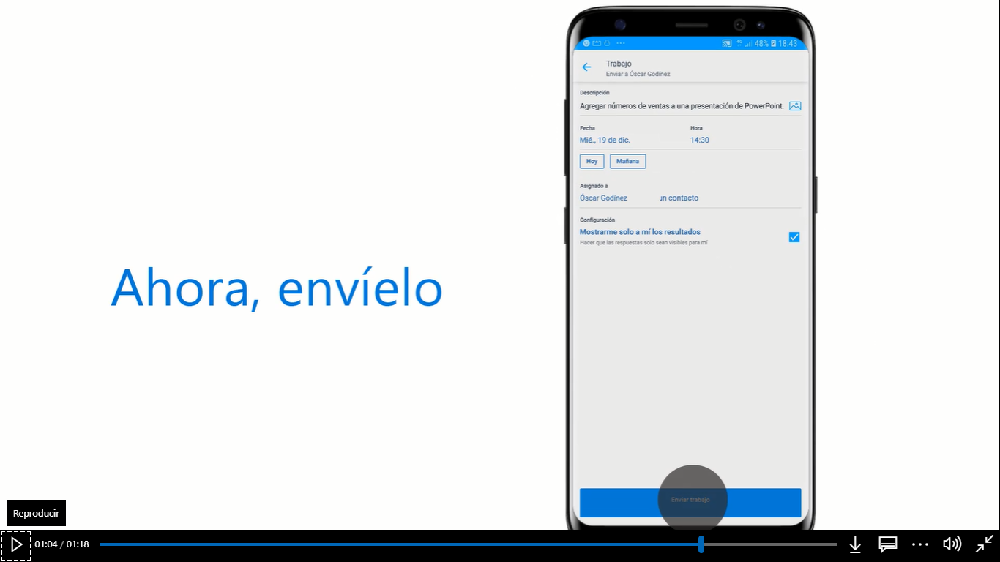 48% 18:43
Trabajo
Enviar a Óscar Godínez
Descripción
Agregar números de ventas a una presentación de PowerPoint.
Fecha Hora
Mié., 19 de dic. 14:30
Hoy Mañana
Asignado a
Óscar Godínez un contacto
Configuración
Mostrarme solo a mí los resultados
Hacer que las respuestas solo sean visibles para mí
Ahora, envíelo
Enviar trabajo
Reproducir
01:04 / 01:18